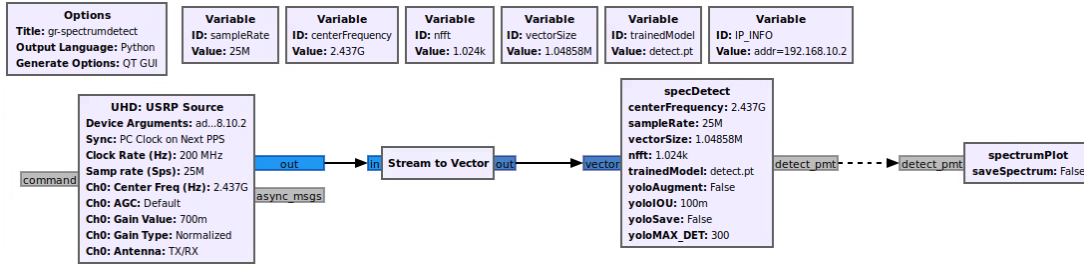 Options
Title: gr-spectrumdetect
Output Language: Python
Generate Options: QT GUI
Variable
ID: sampleRate
Value: 25M
Variable
ID: centerFrequency
Value: 2.437G
Variable
ID: nfft
Value: 1.024k
Variable
ID: vectorSize
Value: 1.04858M
Variable
ID: trainedModel
Value: detect.pt
Variable
ID: IP_INFO
Value: addr=192.168.10.2
UHD: USRP Source
Device Arguments: ad...8.10.2
Sync: PC Clock on Next PPS
Clock Rate (Hz): 200 MHz
Samp rate (Sps): 25M
Ch0: Center Freq (Hz): 2.437G
Ch0: AGC: Default
Ch0: Gain Value: 700m
Ch0: Gain Type: Normalized
Ch0: Antenna: TX/RX
command
out
async_msgs
in
Stream to Vector
out
vector
specDetect
centerFrequency: 2.437G
sampleRate: 25M
vectorSize: 1.04858M
nfft: 1.024k
trainedModel: detect.pt
yoloAugment: False
yoloIOU: 100m
yoloSave: False
yoloMAX_DET: 300
detect_pmt
detect_pmt
spectrumPlot
saveSpectrum: False